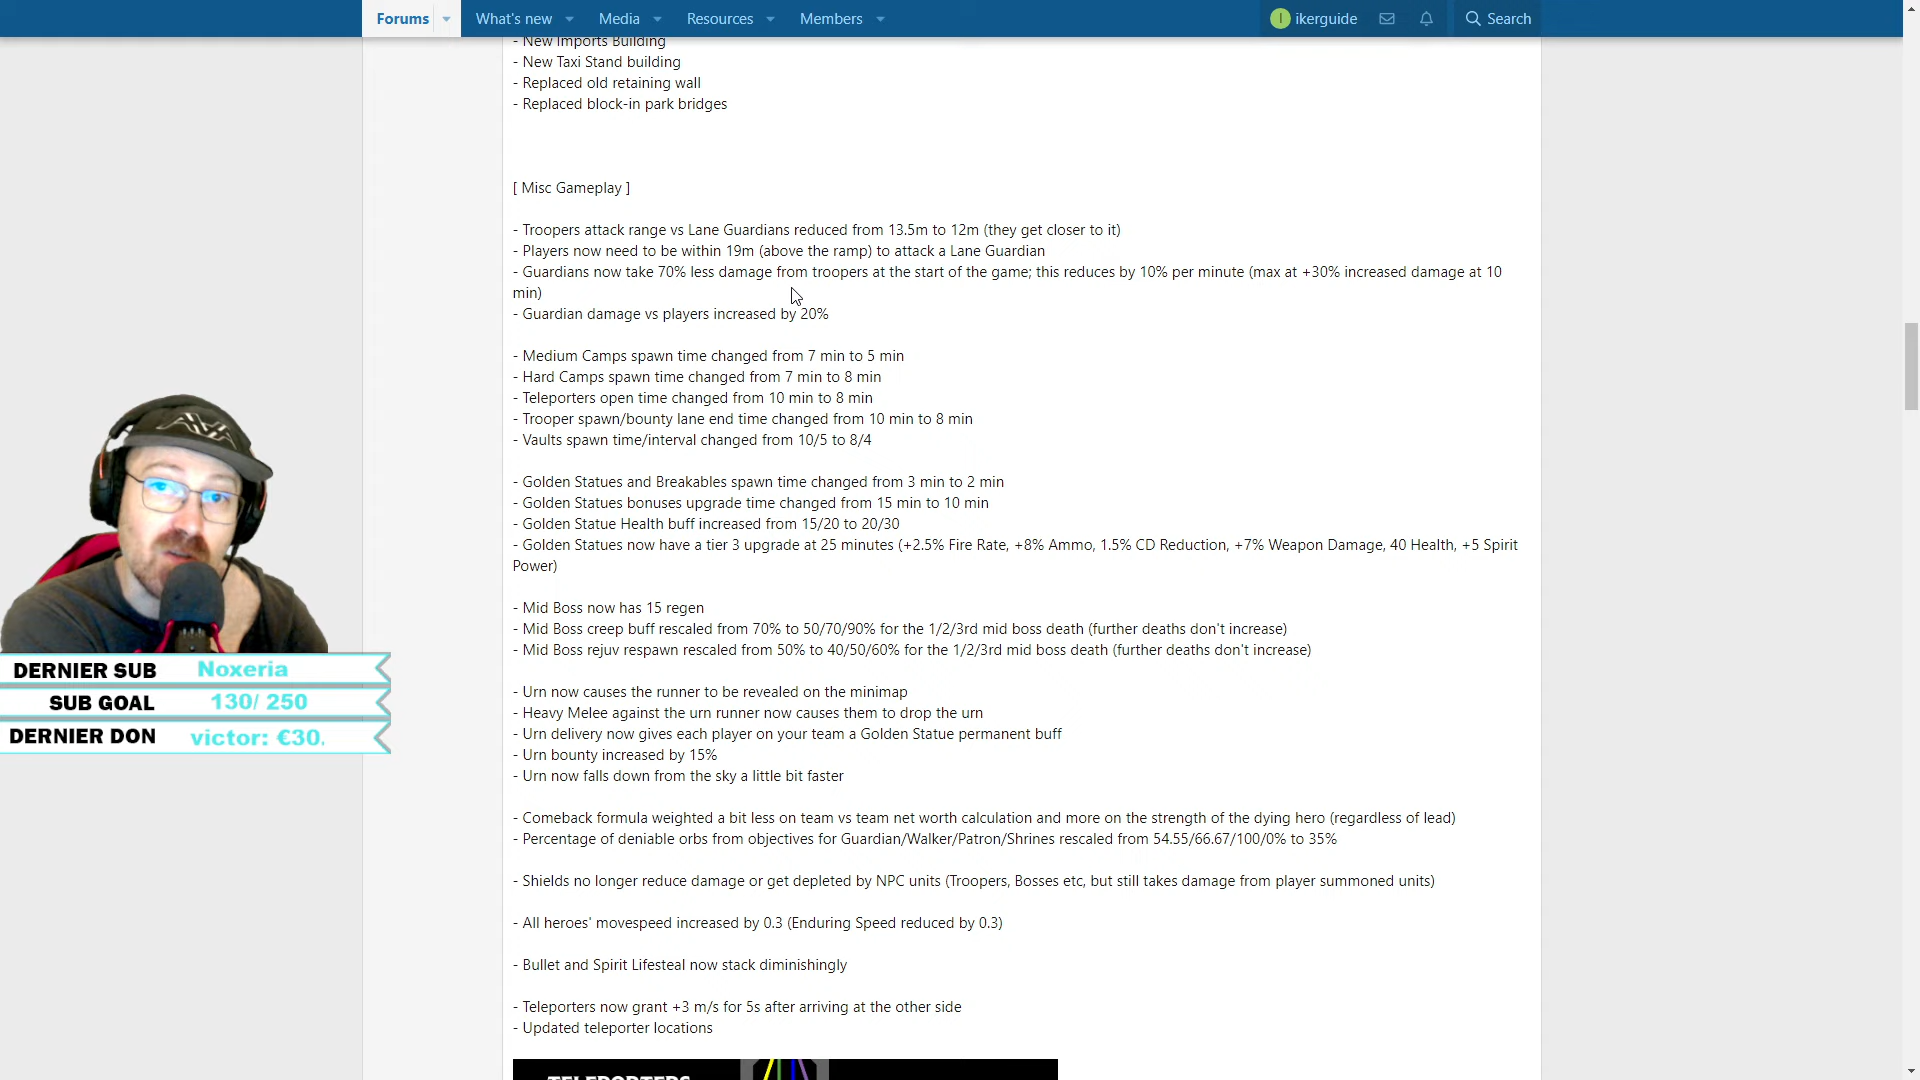 Forums What's new Media Resources Members ikerguide Search
- New Imports Building
- New Taxi Stand building
- Replaced old retaining wall
- Replaced block-in park bridges
[ Misc Gameplay ]
- Troopers attack range vs Lane Guardians reduced from 13.5m to 12m (they get closer to it)
- Players now need to be within 19m (above the ramp) to attack a Lane Guardian
- Guardians now take 70% less damage from troopers at the start of the game; this reduces by 10% per minute (max at +30% increased damage at 10
min)
- Guardian damage vs players increased by 20%
- Medium Camps spawn time changed from 7 min to 5 min
- Hard Camps spawn time changed from 7 min to 8 min
- Teleporters open time changed from 10 min to 8 min
- Trooper spawn/bounty lane end time changed from 10 min to 8 min
- Vaults spawn time/interval changed from 10/5 to 8/4
- Golden Statues and Breakables spawn time changed from 3 min to 2 min
- Golden Statues bonuses upgrade time changed from 15 min to 10 min
- Golden Statue Health buff increased from 15/20 to 20/30
- Golden Statues now have a tier 3 upgrade at 25 minutes (+2.5% Fire Rate, +8% Ammo, 1.5% CD Reduction, +7% Weapon Damage, 40 Health, +5 Spirit
Power)
- Mid Boss now has 15 regen
- Mid Boss creep buff rescaled from 70% to 50/70/90% for the 1/2/3rd mid boss death (further deaths don't increase)
- Mid Boss rejuv respawn rescaled from 50% to 40/50/60% for the 1/2/3rd mid boss death (further deaths don't increase)
- Urn now causes the runner to be revealed on the minimap
- Heavy Melee against the urn runner now causes them to drop the urn
- Urn delivery now gives each player on your team a Golden Statue permanent buff
- Urn bounty increased by 15%
- Urn now falls down from the sky a little bit faster
- Comeback formula weighted a bit less on team vs team net worth calculation and more on the strength of the dying hero (regardless of lead)
- Percentage of deniable orbs from objectives for Guardian/Walker/Patron/Shrines rescaled from 54.55/66.67/100/0% to 35%
- Shields no longer reduce damage or get depleted by NPC units (Troopers, Bosses etc, but still takes damage from player summoned units)
- All heroes' movespeed increased by 0.3 (Enduring Speed reduced by 0.3)
- Bullet and Spirit Lifesteal now stack diminishingly
- Teleporters now grant +3 m/s for 5s after arriving at the other side
- Updated teleporter locations
TELEPORTERS
DERNIER SUB Noxeria
SUB GOAL 130/ 250
DERNIER DON victor: €30.